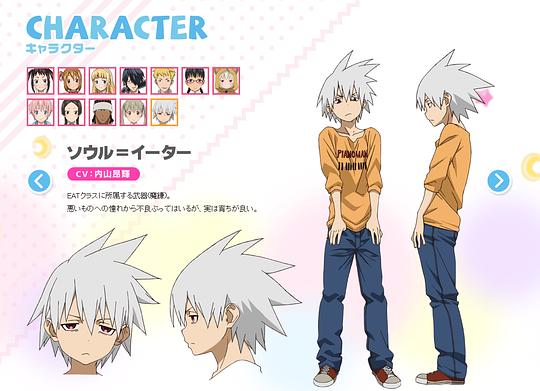 CHARACTER
キャラクター
ソウル＝イーター
CV：内山昂輝
EATクラスに所属する武器(魔鎌)。
悪いものへの憧れから不良ぶってはいるが、実は育ちが良い。
PIANOMAN